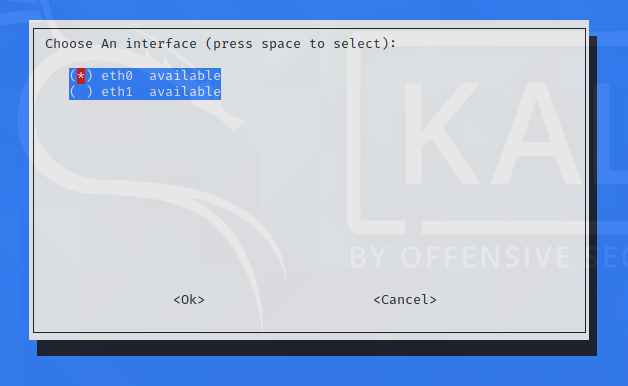 Choose An interface (press space to select):
(*) eth0 available
( ) eth1 available
KAL
BY OFFENSIVE SEC
<Ok> <Cancel>